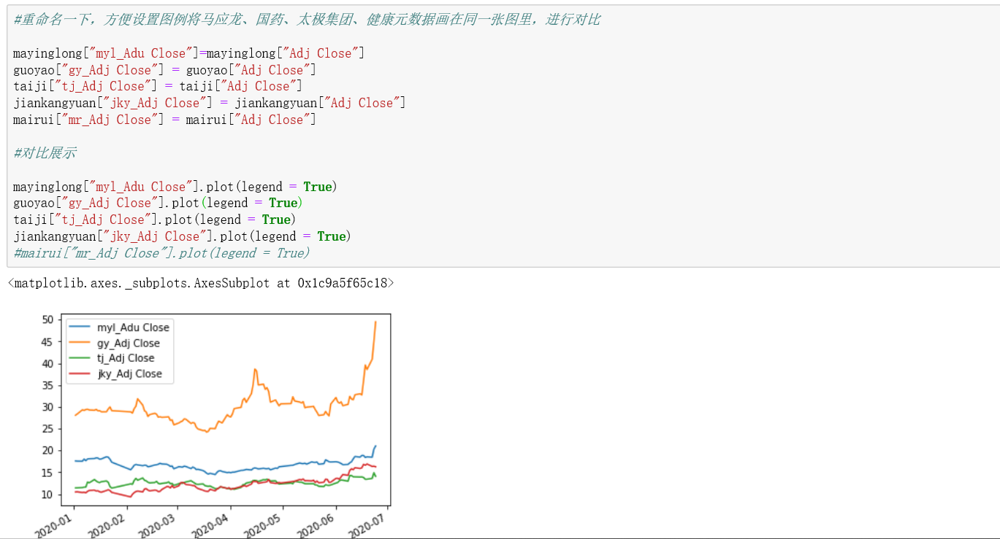 #重命名一下，方便设置图例将马应龙、国药、太极集团、健康元数据画在同一张图里，进行对比
mayinglong["myl_Adu Close"]=mayinglong["Adj Close"]
guoyao["gy_Adj Close"] = guoyao["Adj Close"]
taiji["tj_Adj Close"] = taiji["Adj Close"]
jiankangyuan["jky_Adj Close"] = jiankangyuan["Adj Close"]
mairui["mr_Adj Close"] = mairui["Adj Close"]
#对比展示
mayinglong["myl_Adu Close"].plot(legend = True)
guoyao["gy_Adj Close"].plot(legend = True)
taiji["tj_Adj Close"].plot(legend = True)
jiankangyuan["jky_Adj Close"].plot(legend = True)
#mairui["mr_Adj Close"].plot(legend = True)
<matplotlib.axes._subplots.AxesSubplot at 0x1c9a5f65c18>
myl_Adu Close
gy_Adj Close
tj_Adj Close
jky_Adj Close
50
45
40
35
30
25
20
15
10
2020-01
2020-02
2020-03
2020-04
2020-05
2020-06
2020-07